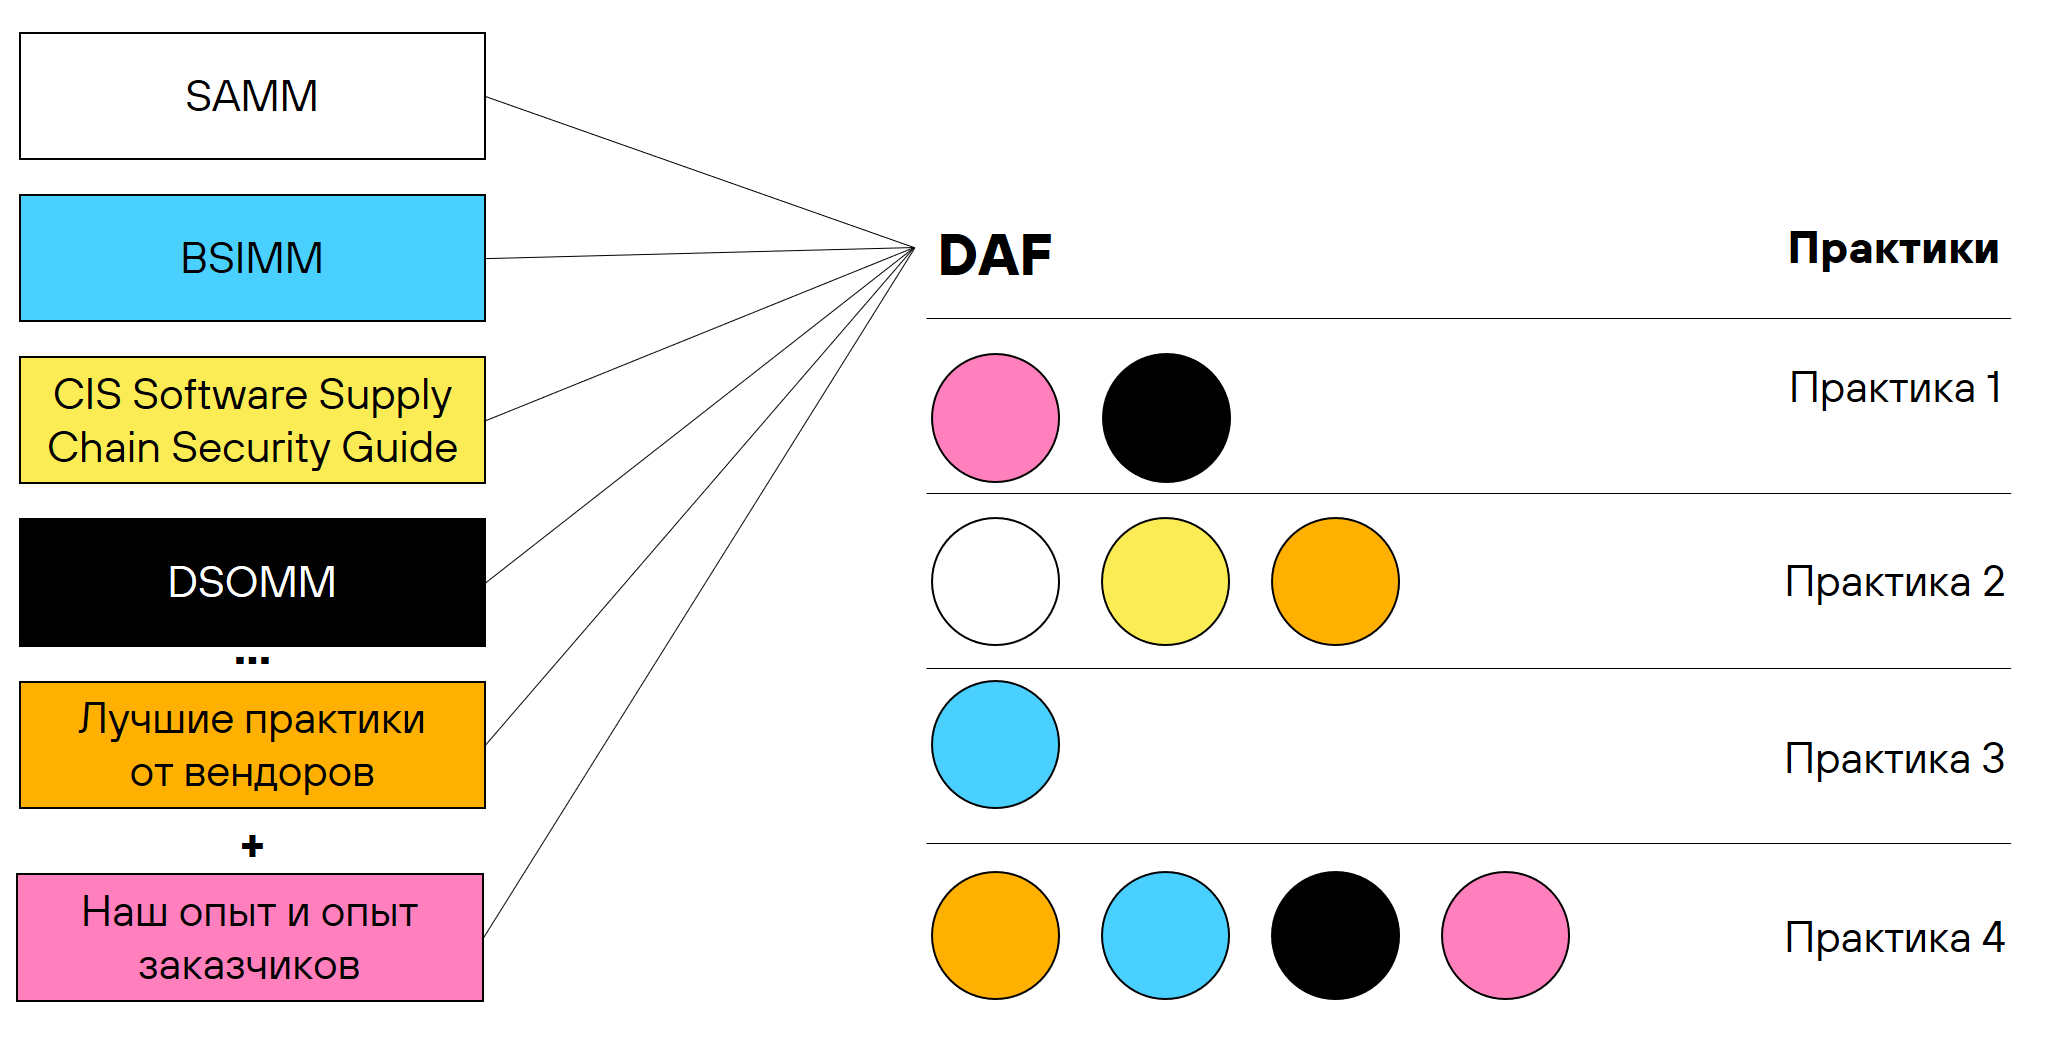 SAMM
BSIMM
CIS Software Supply
Chain Security Guide
DSOMM
...
Лучшие практики
от вендоров
+
Наш опыт и опыт
заказчиков
DAF
Практики
Практика 1
Практика 2
Практика 3
Практика 4